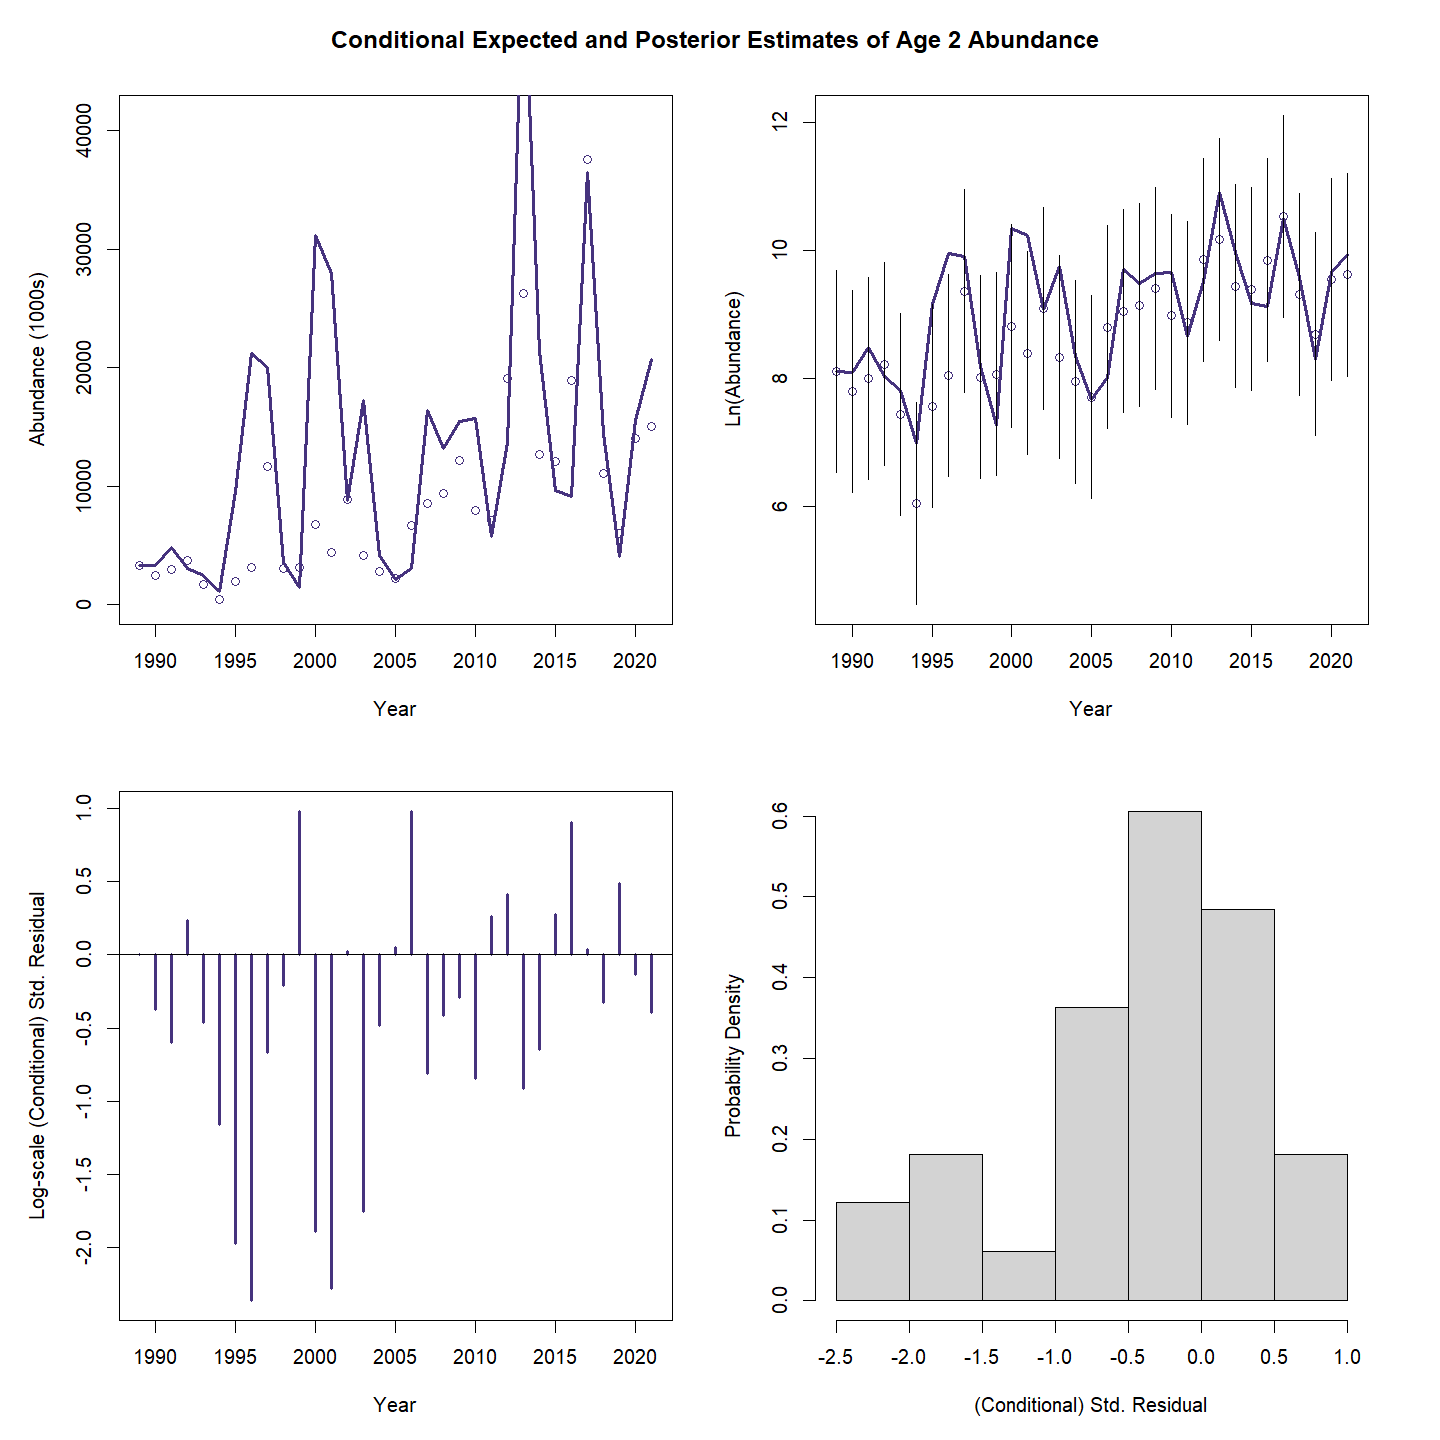 Conditional Expected and Posterior Estimates of Age 2 Abundance
Abundance (1000s)
40000
30000
20000
10000
0
1990 1995 2000 2005 2010 2015 2020
Year
Ln(Abundance)
12
10
8
6
1990 1995 2000 2005 2010 2015 2020
Year
Log-scale (Conditional) Std. Residual
1.0
0.5
0.0
-0.5
-1.0
-1.5
-2.0
1990 1995 2000 2005 2010 2015 2020
Year
Probability Density
0.6
0.5
0.4
0.3
0.2
0.1
0.0
-2.5 -2.0 -1.5 -1.0 -0.5 0.0 0.5 1.0
(Conditional) Std. Residual